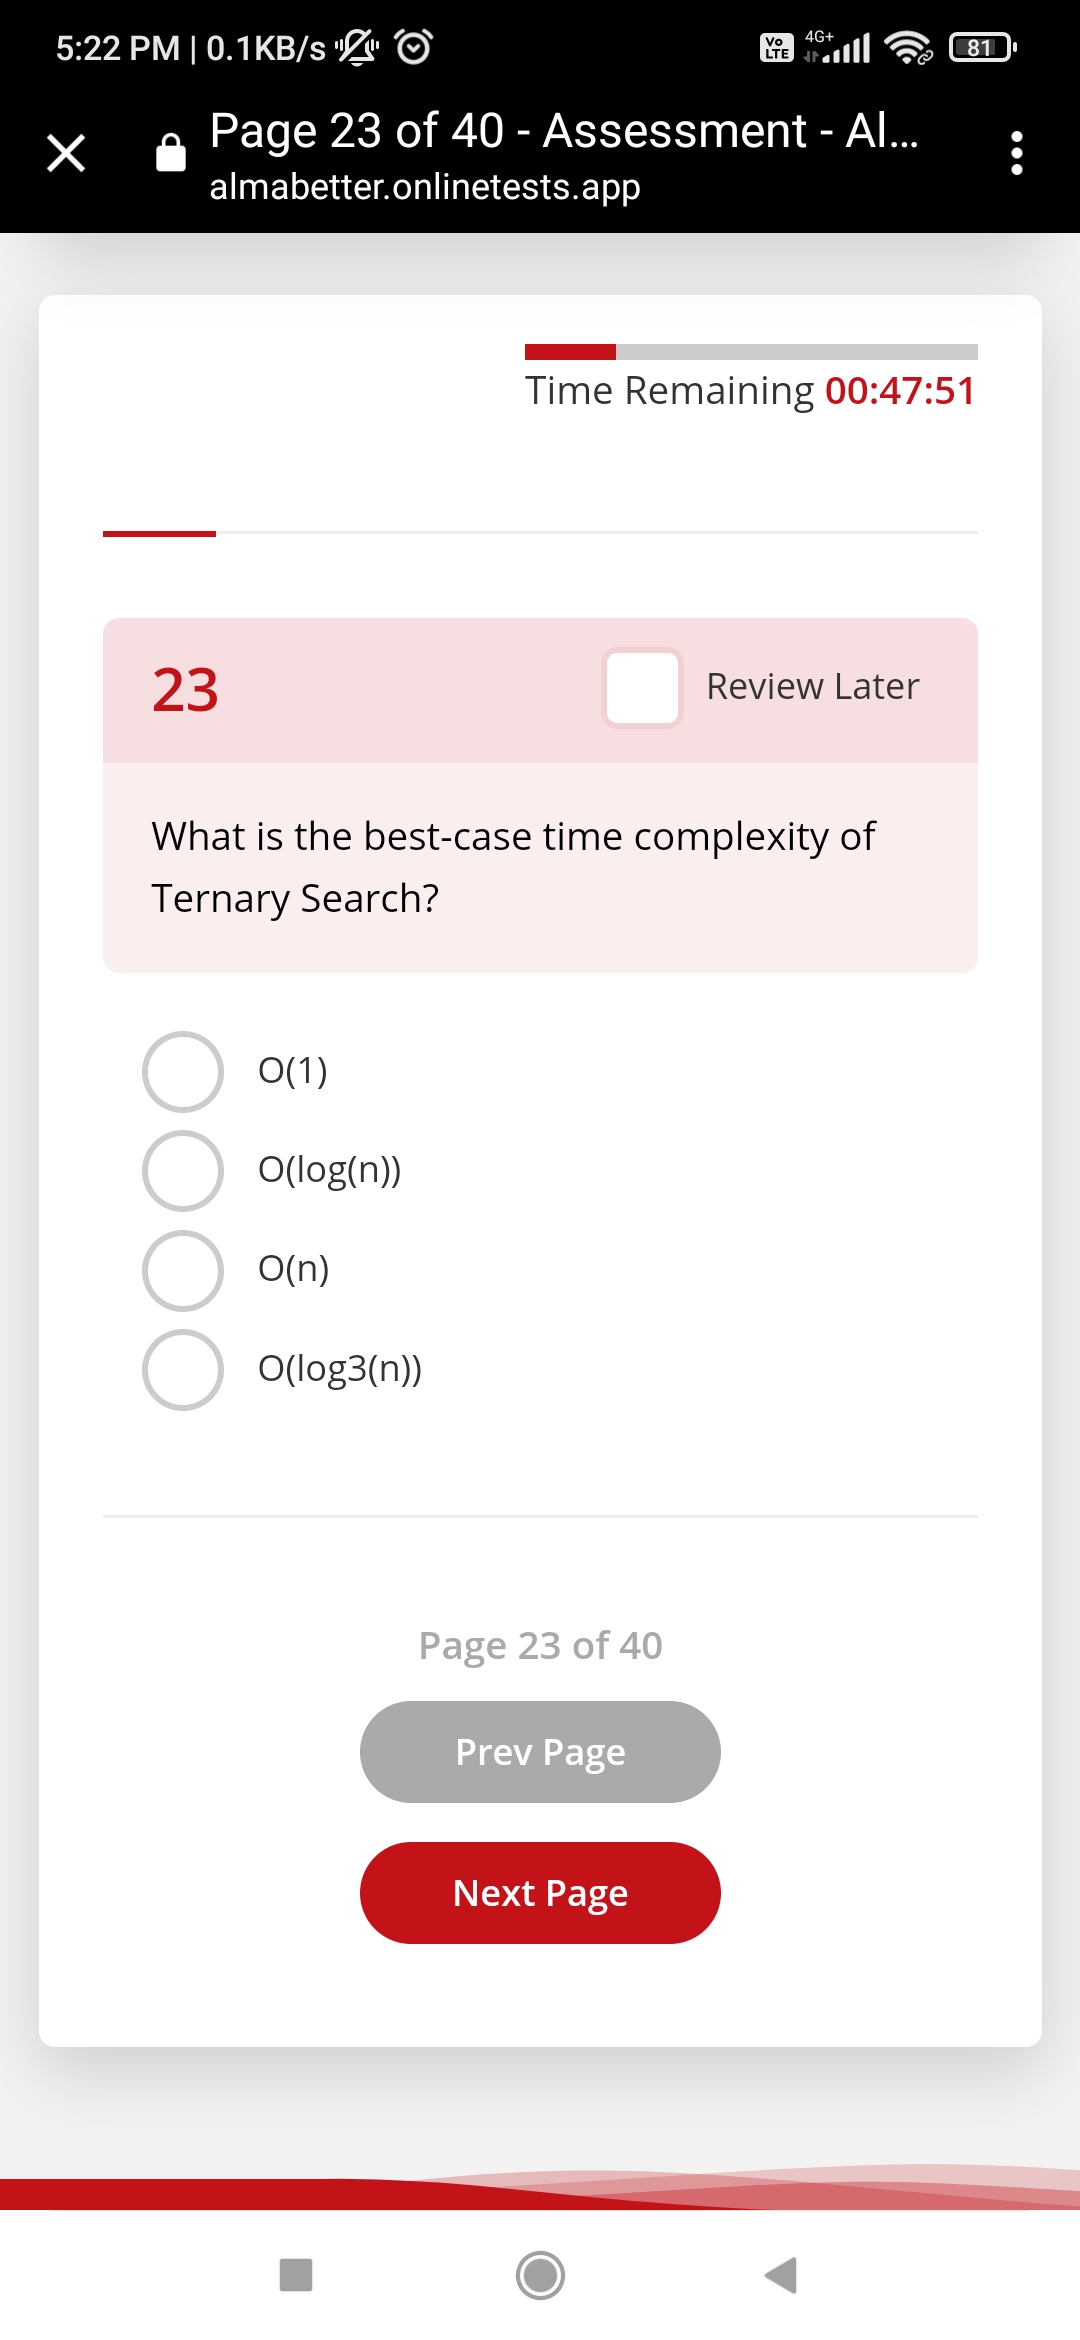 5:22 PM | 0.1KB/s
Vo LTE
4G+
81
Page 23 of 40 - Assessment - Al...
almabetter.onlinetests.app
Time Remaining 00:47:51
23
Review Later
What is the best-case time complexity of
Ternary Search?
O(1)
O(log(n))
O(n)
O(log3(n))
Page 23 of 40
Prev Page
Next Page